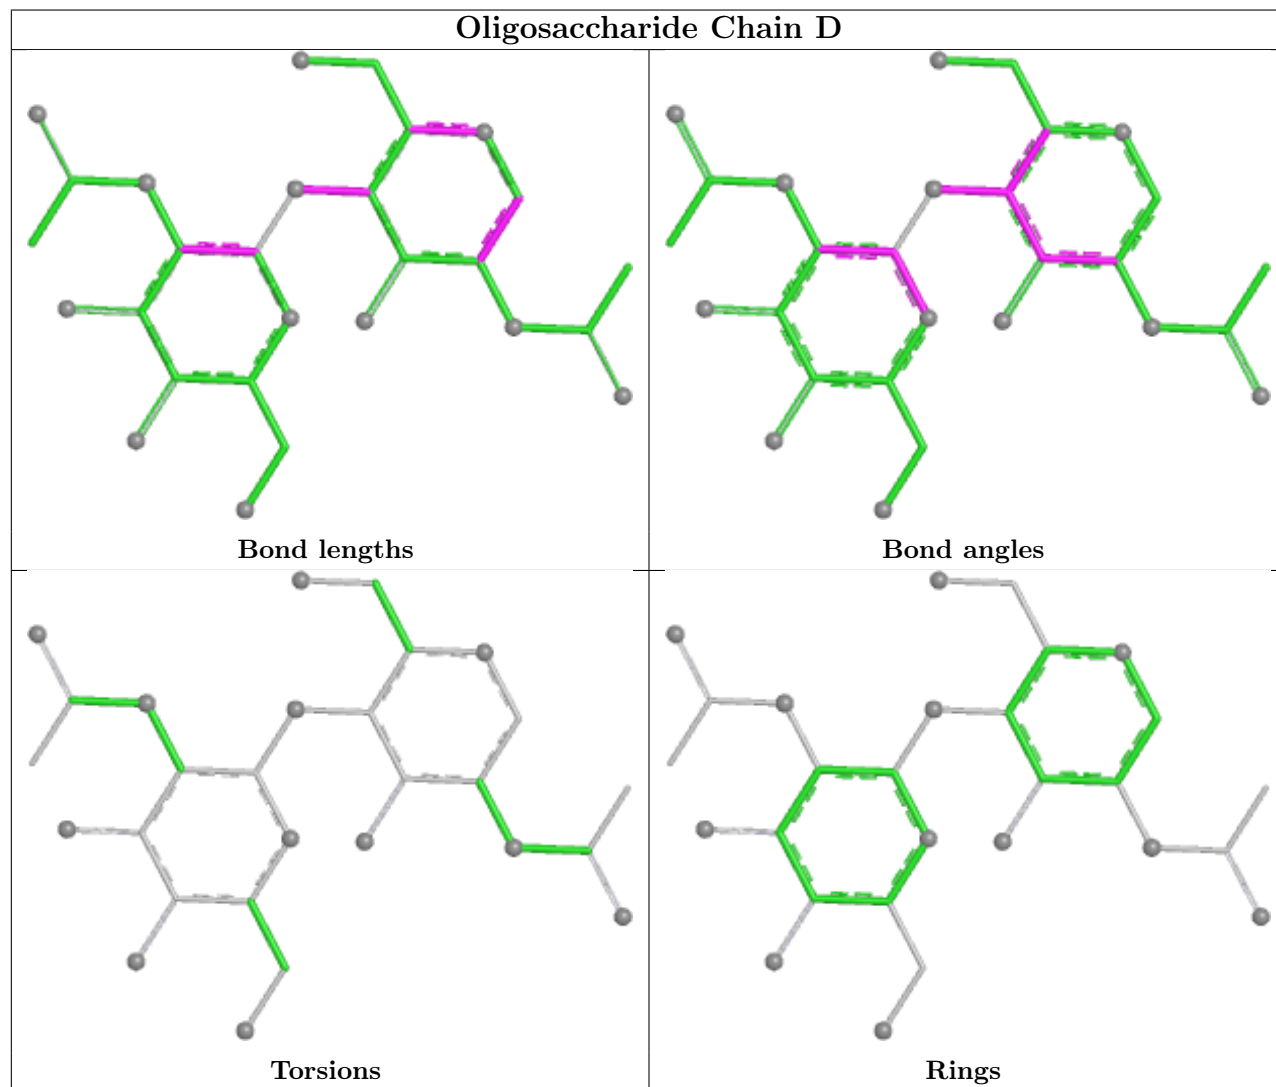 Oligosaccharide Chain D
Bond lengths
Bond angles
Torsions
Rings